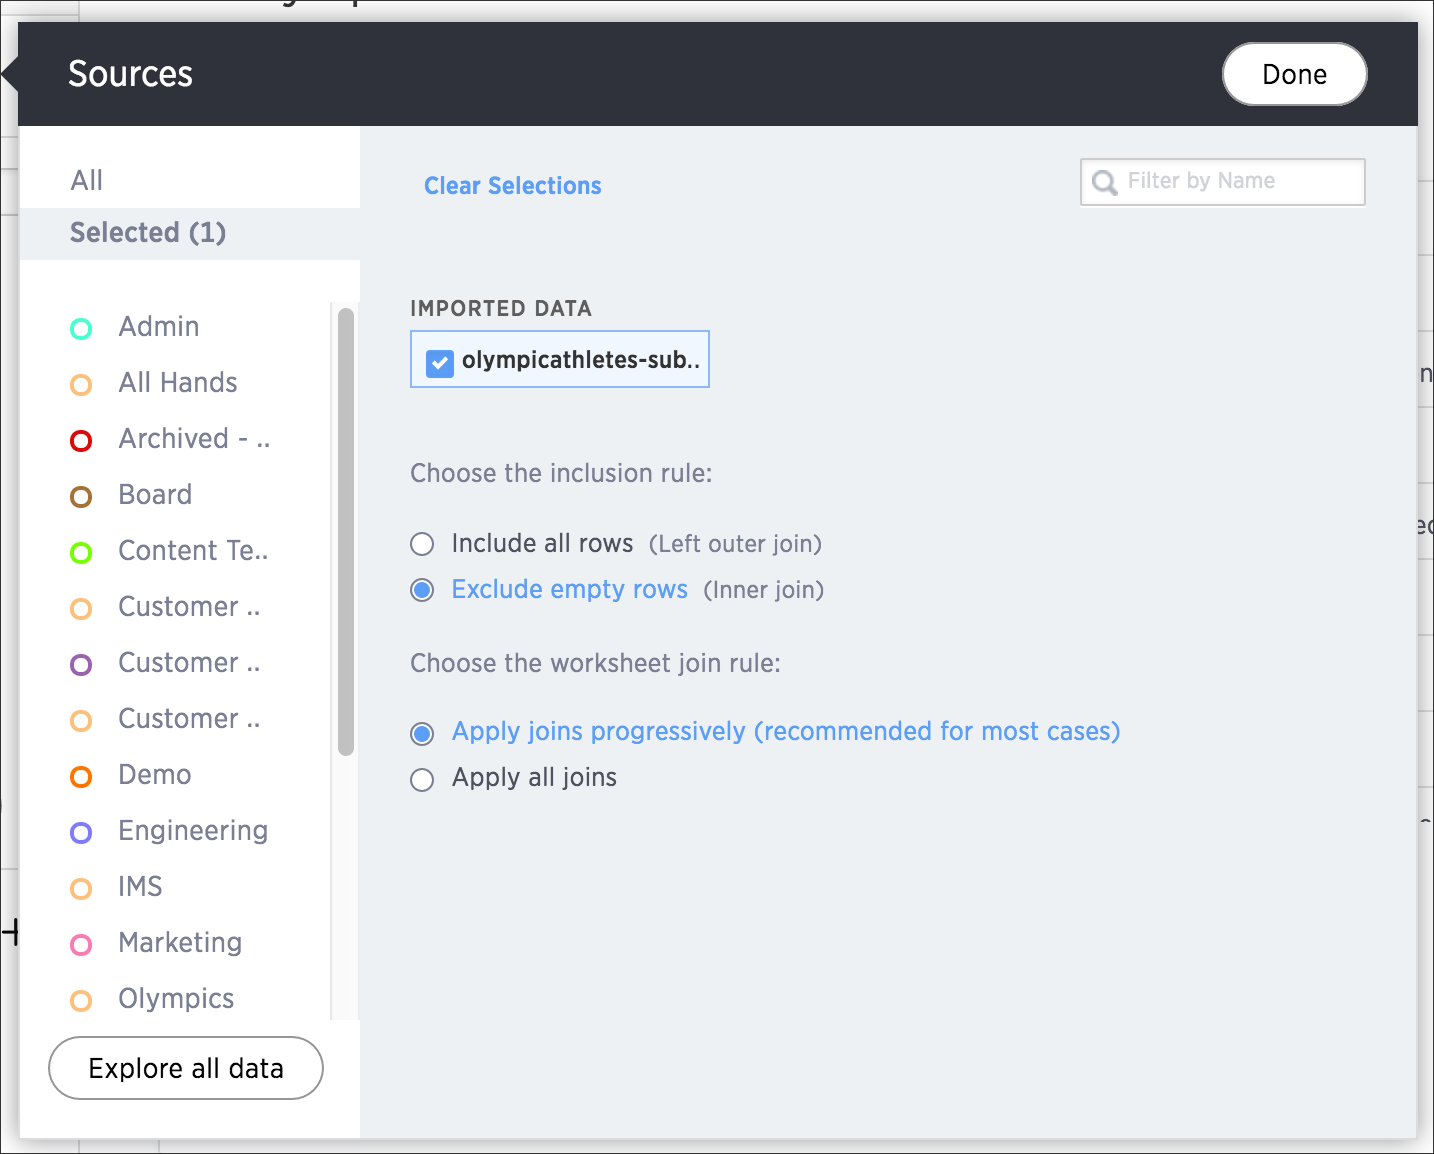 Sources
Done
All
Selected (1)
Clear Selections
Filter by Name
Admin
All Hands
Archived - ..
Board
Content Te..
Customer ..
Customer ..
Customer ..
Demo
Engineering
IMS
Marketing
Olympics
Explore all data
IMPORTED DATA
olympicathletes-sub..
Choose the inclusion rule:
Include all rows (Left outer join)
Exclude empty rows (Inner join)
Choose the worksheet join rule:
Apply joins progressively (recommended for most cases)
Apply all joins